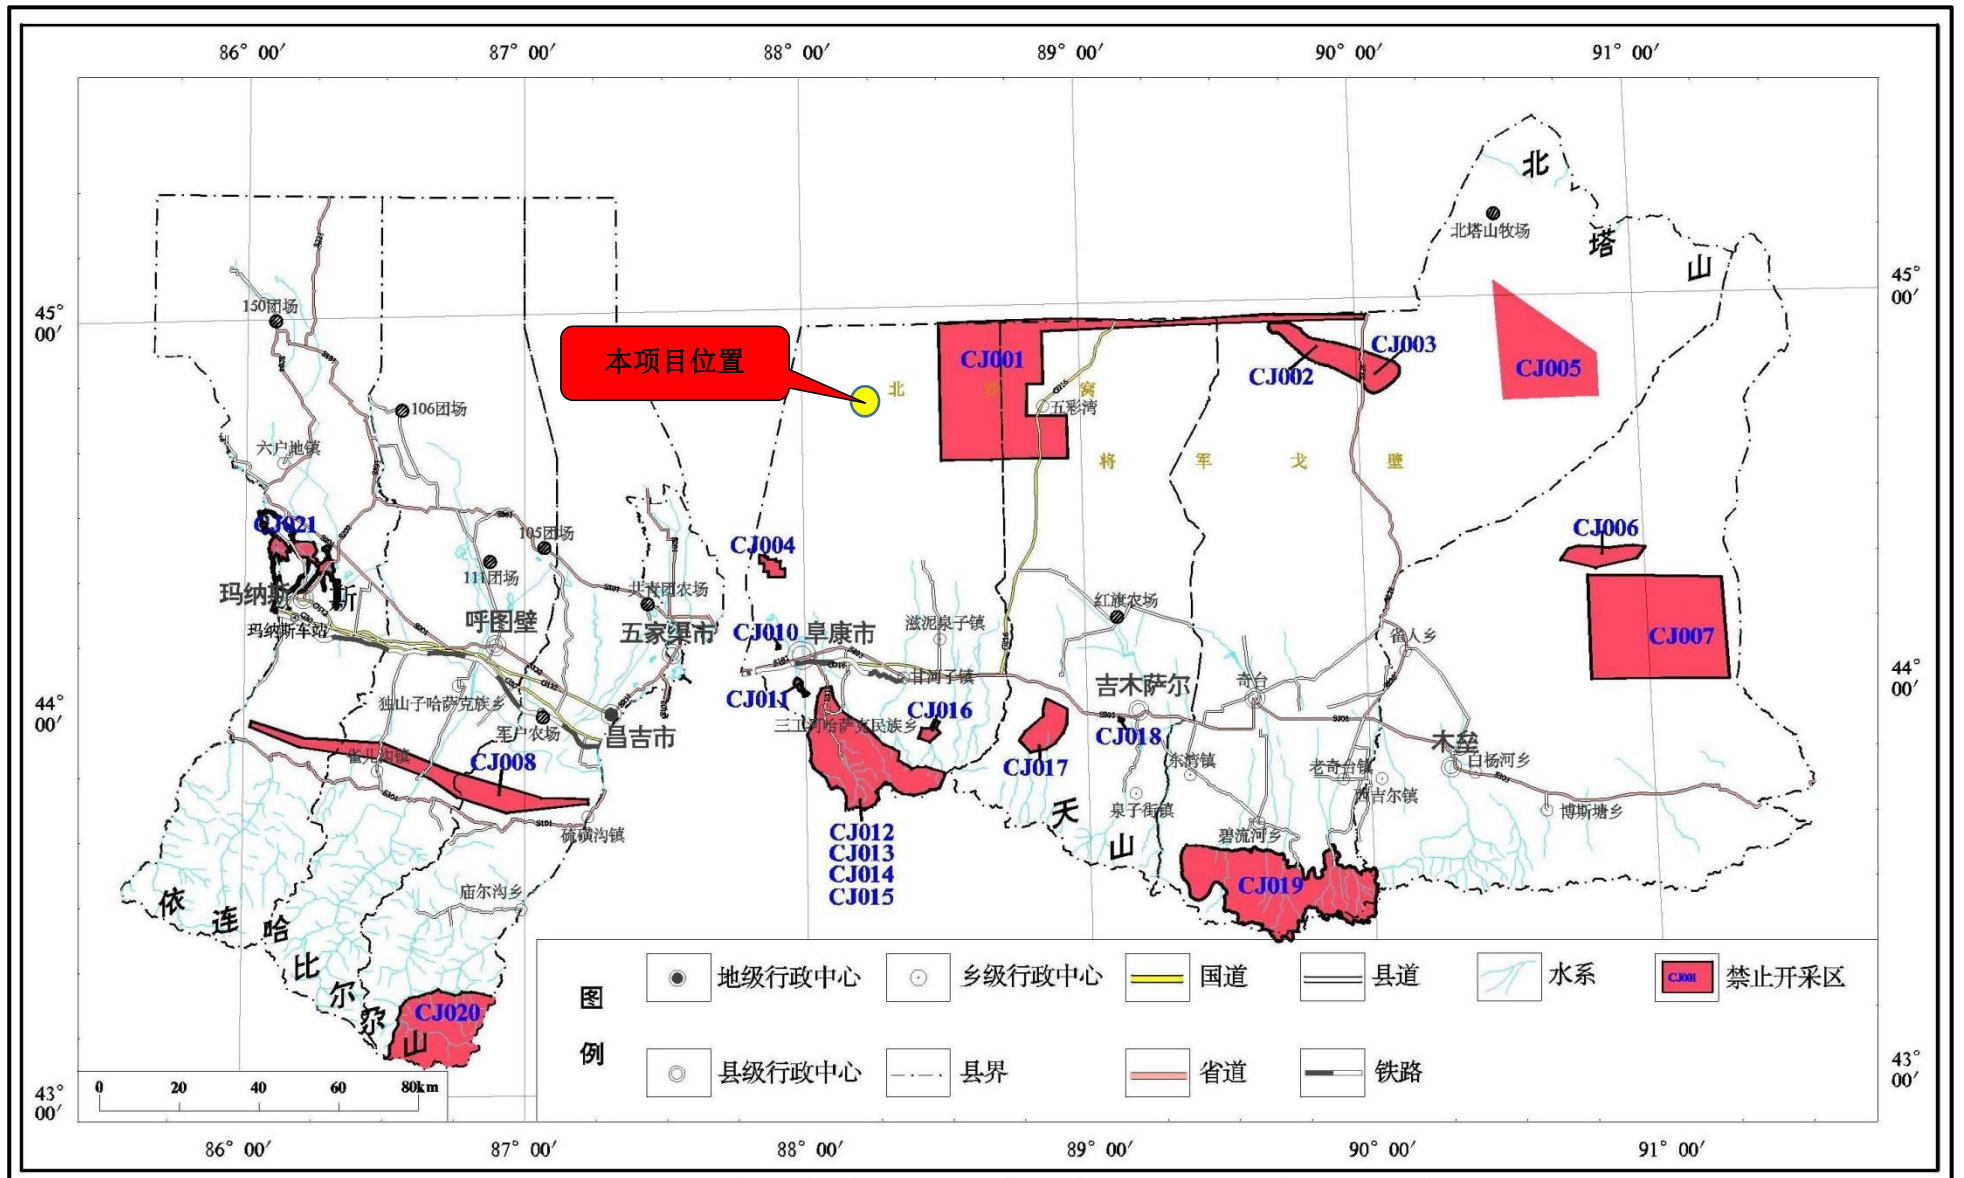 86° 00′ 87° 00′ 88° 00′ 89° 00′ 90° 00′ 91° 00′
北
北塔山牧场
塔
山
45°
00′
45°
00′
150团场
本项目位置
CJ001
CJ002
CJ003
CJ005
北 窝
五彩湾
106团场
六户地镇
将 军 戈 壁
CJ021
105团场
111团场
CJ004
CJ006
玛纳斯
斯
共青团农场
红旗农场
玛纳斯车站
呼图壁
五家渠市
CJ010
阜康市
滋泥泉子镇
CJ007
雀人乡
甘河子镇
44°
00′
44°
00′
独山子哈萨克族乡
CJ011
三工河哈萨克民族乡
CJ016
吉木萨尔
奇台
军户农场
昌吉市
CJ018
木垒
雀儿沟镇
CJ008
CJ017
东湾镇
老奇台镇
白杨河乡
西吉尔镇
泉子街镇
博斯塘乡
硫磺沟镇
天
山
碧流河乡
CJ012
CJ013
CJ014
CJ015
CJ019
庙尔沟乡
依 连 哈 比 尔 尕 山
CJ020
图
例
地级行政中心 乡级行政中心 国道 县道 水系 CJ001 禁止开采区
县级行政中心 县界 省道 铁路
0 20 40 60 80km
43°
00′
43°
00′
86° 00′ 87° 00′ 88° 00′ 89° 00′ 90° 00′ 91° 00′